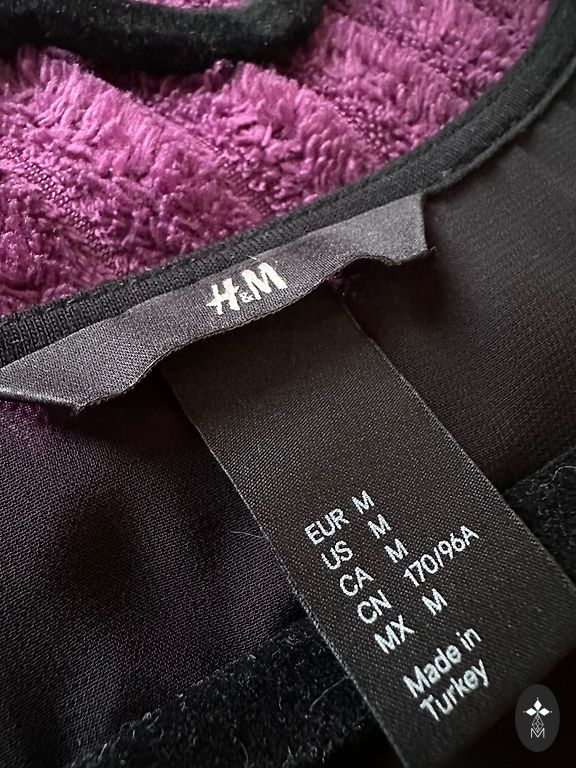 H&M
EUR M
US M
CA M
CN 170/96A
MX M
Made in
Turkey
M